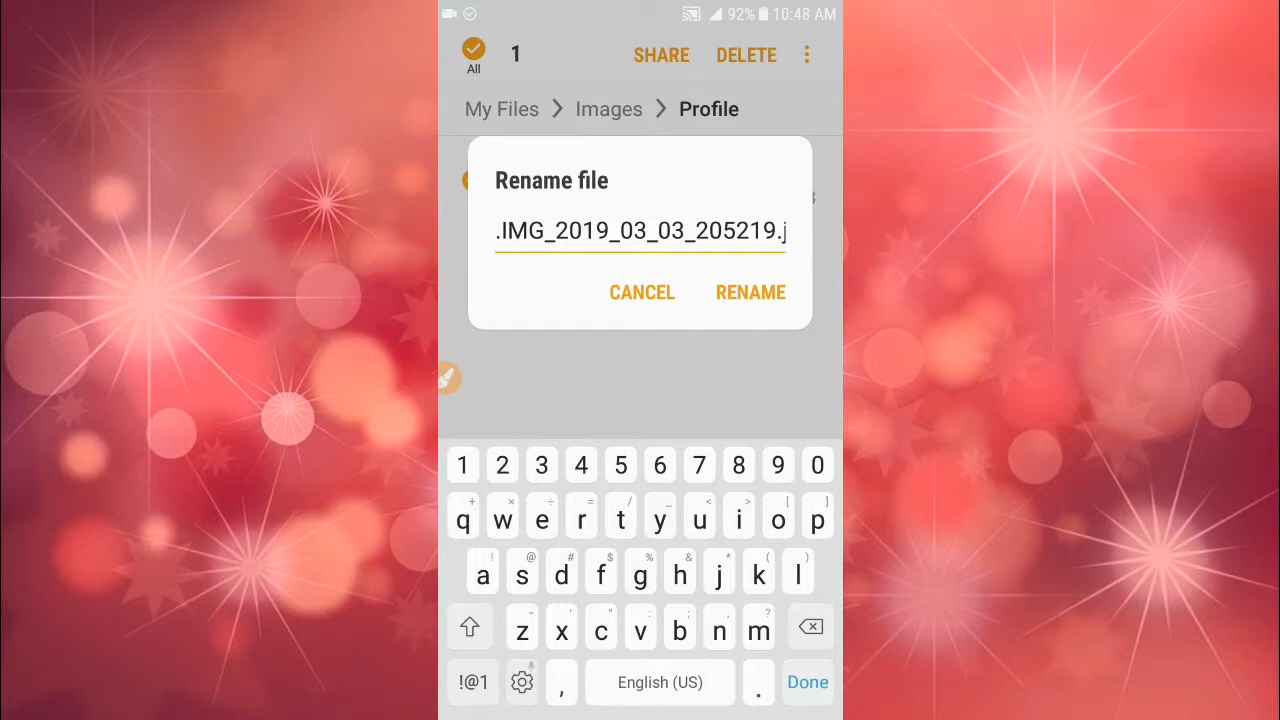 92% 10:48 AM
All 1 SHARE DELETE
My Files > Images > Profile
Rename file
.IMG_2019_03_03_205219.j
CANCEL RENAME
1 2 3 4 5 6 7 8 9 0
+ × ÷ = / _ < > [ ]
q w e r t y u i o p
! @ # $ % & * ( )
a s d f g h j k l
- ' " : ; , ?
z x c v b n m
!@1 , English (US) . Done